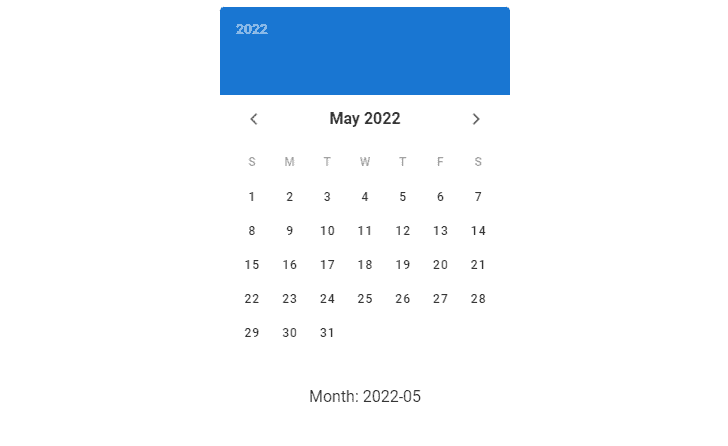 2022
May 2022
S M T W T F S
1 2 3 4 5 6 7
8 9 10 11 12 13 14
15 16 17 18 19 20 21
22 23 24 25 26 27 28
29 30 31
Month: 2022-05